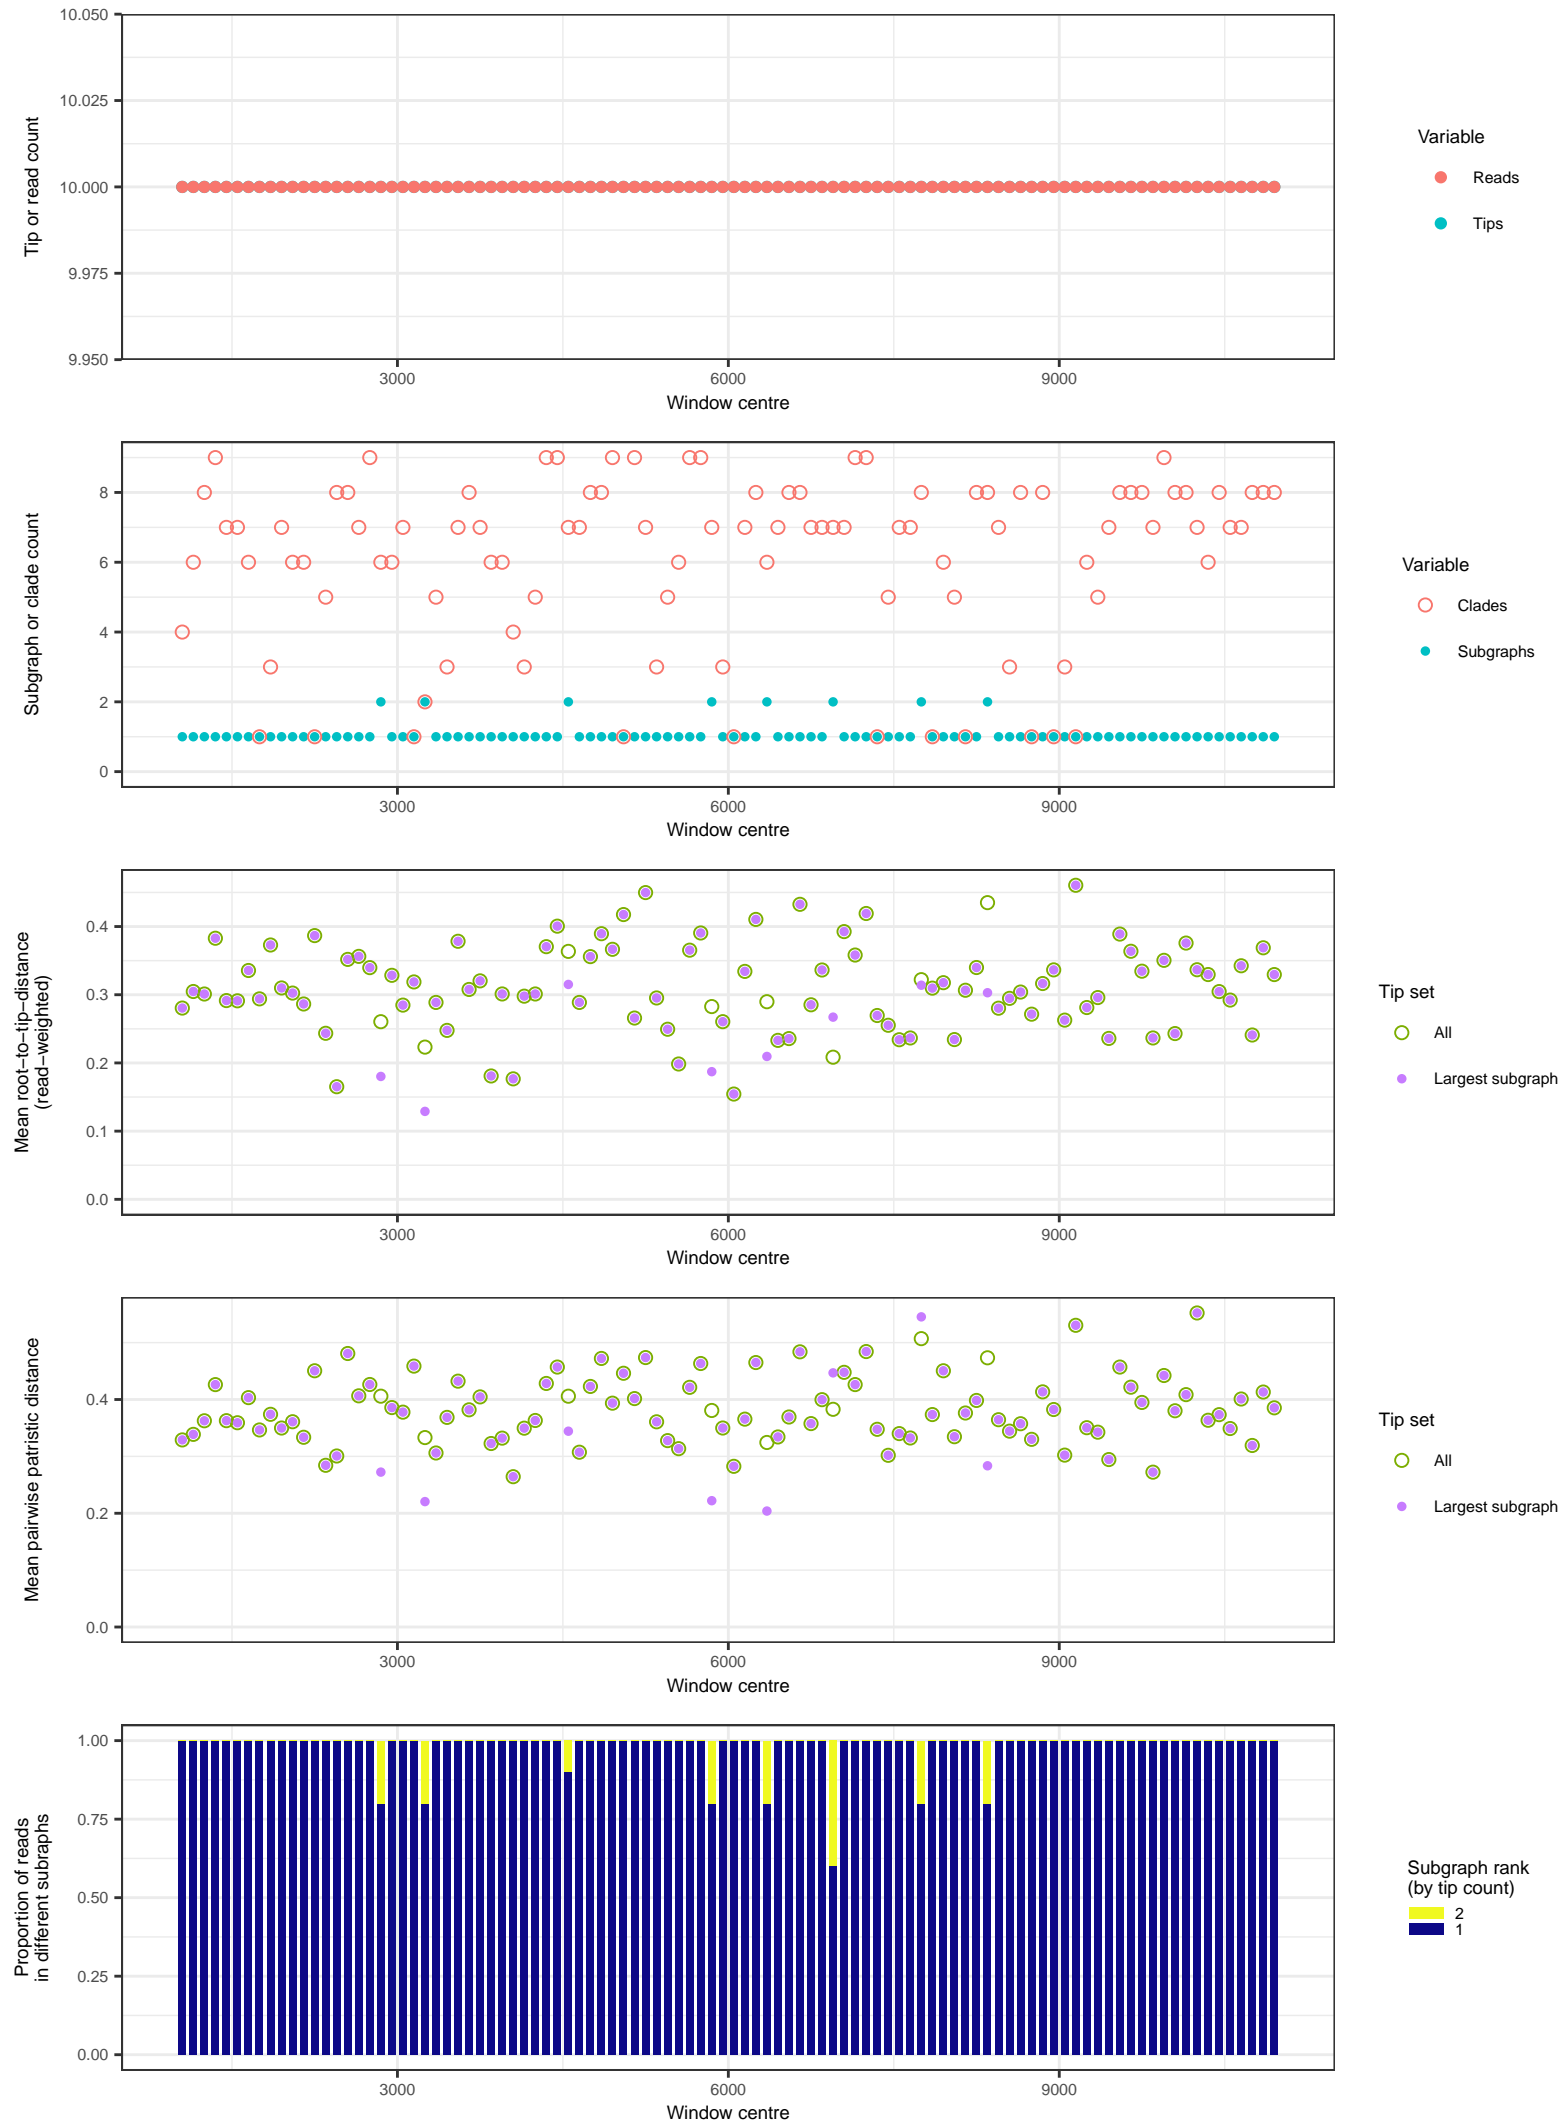 10.050
10.025
10.000
9.975
9.950
Tip or read count
3000 6000 9000
Window centre
Variable
Reads
Tips
8
6
4
2
0
Subgraph or clade count
3000 6000 9000
Window centre
Variable
Clades
Subgraphs
0.4
0.3
0.2
0.1
0.0
Mean root−to−tip−distance
(read−weighted)
3000 6000 9000
Window centre
Tip set
All
Largest subgraph
0.4
0.2
0.0
Mean pairwise patristic distance
3000 6000 9000
Window centre
Tip set
All
Largest subgraph
1.00
0.75
0.50
0.25
0.00
Proportion of reads
in different subraphs
3000 6000 9000
Window centre
Subgraph rank
(by tip count)
2
1